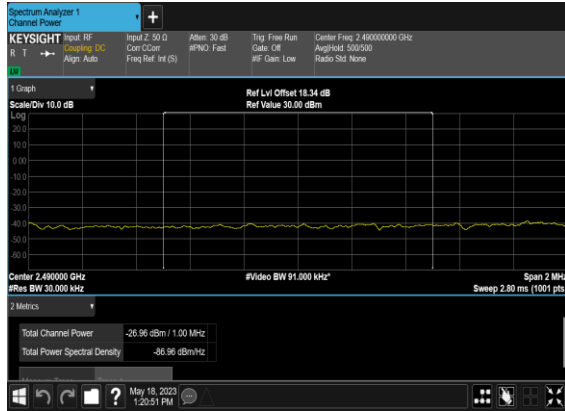 Spectrum Analyzer 1
Channel Power
+
KEYSIGHT Input: RF Input Z: 50 Ω Atten: 30 dB Trig: Free Run Center Freq: 2.490000000 GHz
R T Coupling: DC Corr CCorr #PNO: Fast Gate: Off Avg|Hold: 500/500
Align: Auto Freq Ref: Int (S) #IF Gain: Low Radio Std: None
1 Graph
Ref Lvl Offset 18.34 dB
Scale/Div 10.0 dB Ref Value 30.00 dBm
Log
20.0
10.0
0.00
-10.0
-20.0
-30.0
-40.0
-50.0
-60.0
Center 2.490000 GHz #Video BW 91.000 kHz* Span 2 MHz
#Res BW 30.000 kHz Sweep 2.80 ms (1001 pts
2 Metrics
Total Channel Power -26.96 dBm / 1.00 MHz
Total Power Spectral Density -86.96 dBm/Hz
?
May 18, 2023
1:20:51 PM